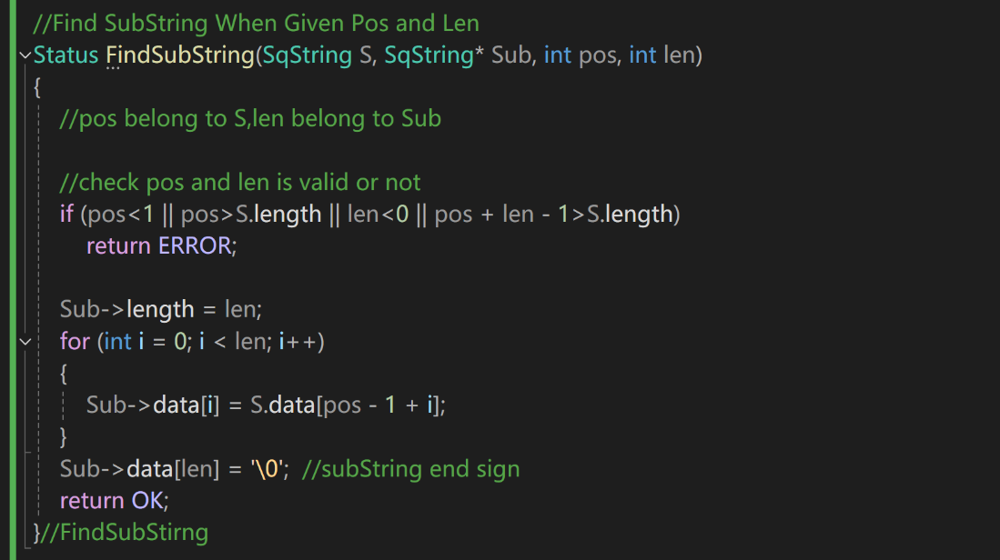 //Find SubString When Given Pos and Len
Status FindSubString(SqString S, SqString* Sub, int pos, int len)
{
//pos belong to S,len belong to Sub
//check pos and len is valid or not
if (pos<1 || pos>S.length || len<0 || pos + len - 1>S.length)
return ERROR;
Sub->length = len;
for (int i = 0; i < len; i++)
{
Sub->data[i] = S.data[pos - 1 + i];
}
Sub->data[len] = '\0'; //subString end sign
return OK;
}//FindSubStirng